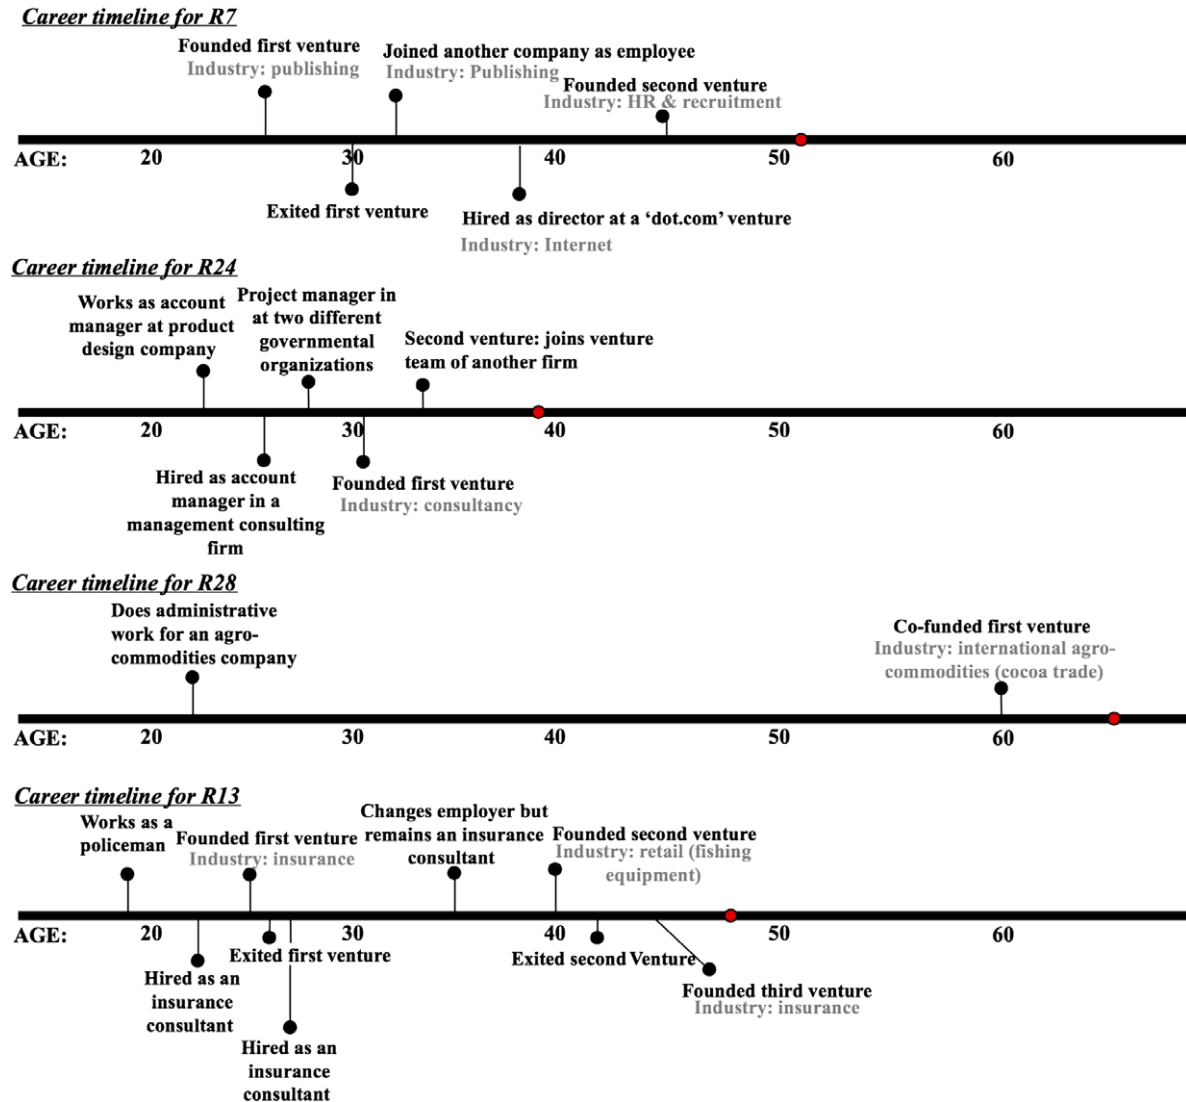 Career timeline for R7
Founded first venture
Industry: publishing
Joined another company as employee
Industry: Publishing
Founded second venture
Industry: HR & recruitment
AGE: 20 30 40 50 60
Exited first venture
Hired as director at a ‘dot.com’ venture
Industry: Internet
Career timeline for R24
Works as account
manager at product
design company
Project manager in
at two different
governmental
organizations
Second venture: joins venture
team of another firm
AGE: 20 30 40 50 60
Hired as account
manager in a
management consulting
firm
Founded first venture
Industry: consultancy
Career timeline for R28
Does administrative
work for an agro-
commodities company
Co-funded first venture
Industry: international agro-
commodities (cocoa trade)
AGE: 20 30 40 50 60
Career timeline for R13
Works as a
policeman
Founded first venture
Industry: insurance
Changes employer but
remains an insurance
consultant
Founded second venture
Industry: retail (fishing
equipment)
AGE: 20 30 40 50 60
Hired as an
insurance
consultant
Exited first venture
Hired as an
insurance
consultant
Exited second Venture
Founded third venture
Industry: insurance